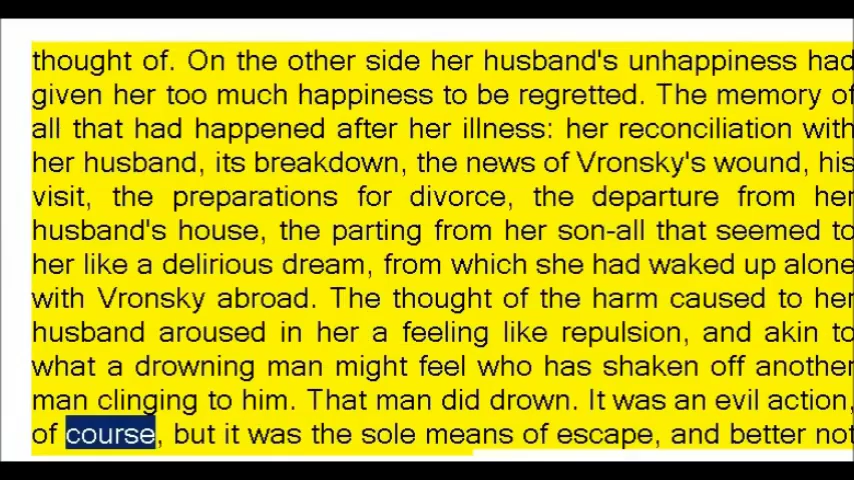 thought of. On the other side her husband's unhappiness had
given her too much happiness to be regretted. The memory of
all that had happened after her illness: her reconciliation with
her husband, its breakdown, the news of Vronsky's wound, his
visit, the preparations for divorce, the departure from her
husband's house, the parting from her son-all that seemed to
her like a delirious dream, from which she had waked up alone
with Vronsky abroad. The thought of the harm caused to her
husband aroused in her a feeling like repulsion, and akin to
what a drowning man might feel who has shaken off another
man clinging to him. That man did drown. It was an evil action,
of course, but it was the sole means of escape, and better not